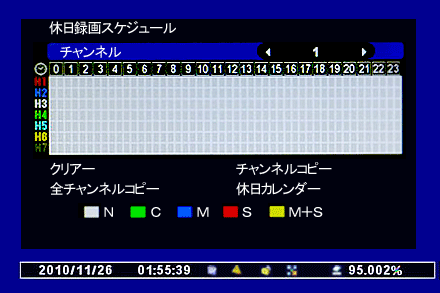 休日録画スケジュール
チャンネル 1
0 1 2 3 4 5 6 7 8 9 10 11 12 13 14 15 16 17 18 19 20 21 22 23
H1
H2
H3
H4
H5
H6
H7
クリアー チャンネルコピー
全チャンネルコピー 休日カレンダー
N C M S M+S
2010/11/26 01:55:39 95.002%